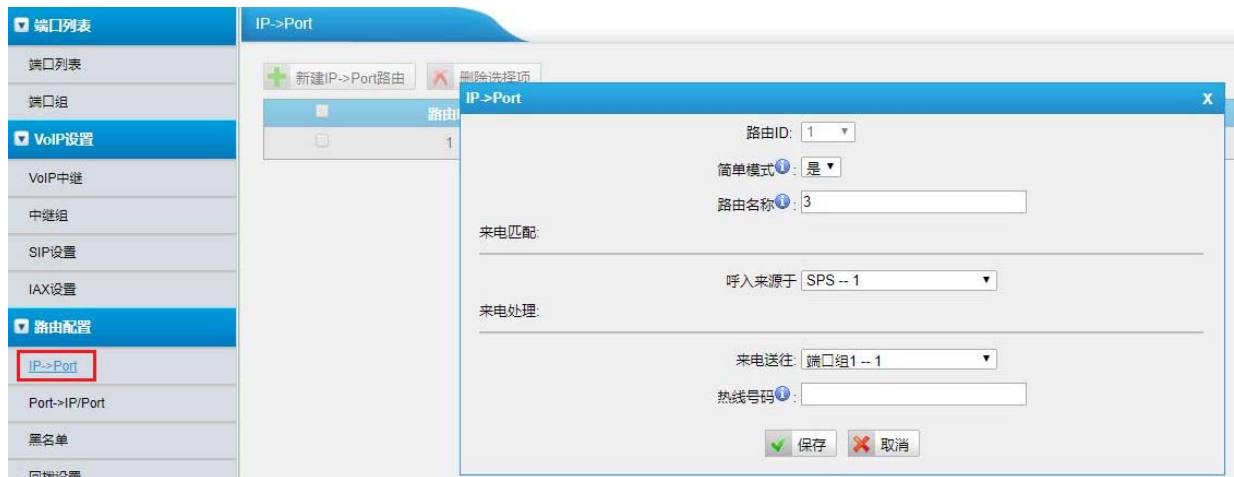 端口列表
端口列表
端口组
VoIP设置
VoIP中继
中继组
SIP设置
IAX设置
路由配置
IP->Port
Port->IP/Port
黑名单
IP->Port
新建IP->Port路由 删除选择项
路由
1
IP->Port X
路由ID: 1
简单模式: 是
路由名称: 3
来电匹配:
呼入来源于 SPS -- 1
来电处理:
来电送往: 端口组1 -- 1
热线号码:
保存 取消